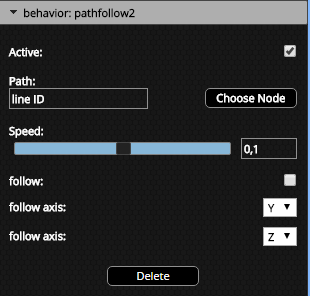 behavior: pathfollow2
Active:
Path:
line ID
Choose Node
Speed:
0,1
follow:
follow axis:
Y
follow axis:
Z
Delete